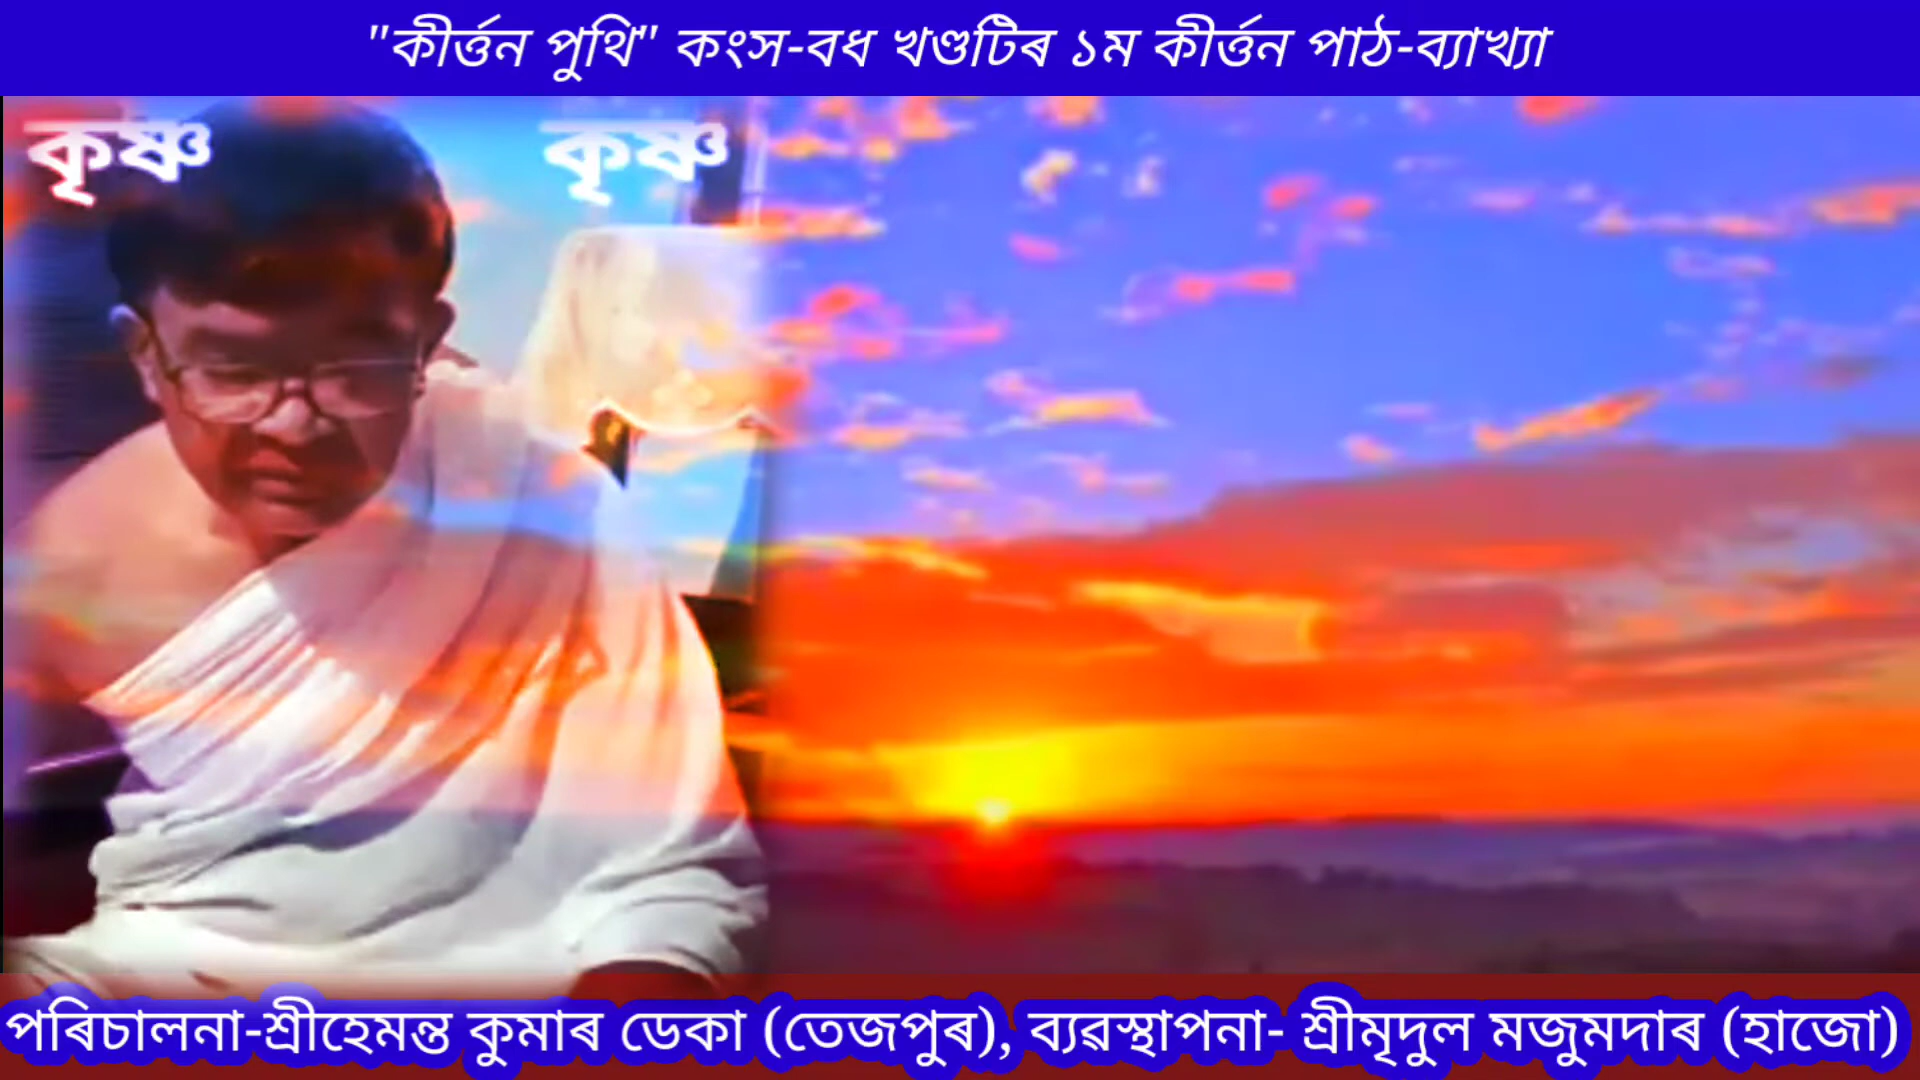 "কীৰ্ত্তন পুথি" কংস-বধ খণ্ডটিৰ ১ম কীৰ্ত্তন পাঠ-ব্যাখ্যা
কৃষ্ণ কৃষ্ণ
পৰিচালনা-শ্ৰীহেমন্ত কুমাৰ ডেকা (তেজপুৰ), ব্যৱস্থাপনা- শ্ৰীমৃদুল মজুমদাৰ (হাজো)